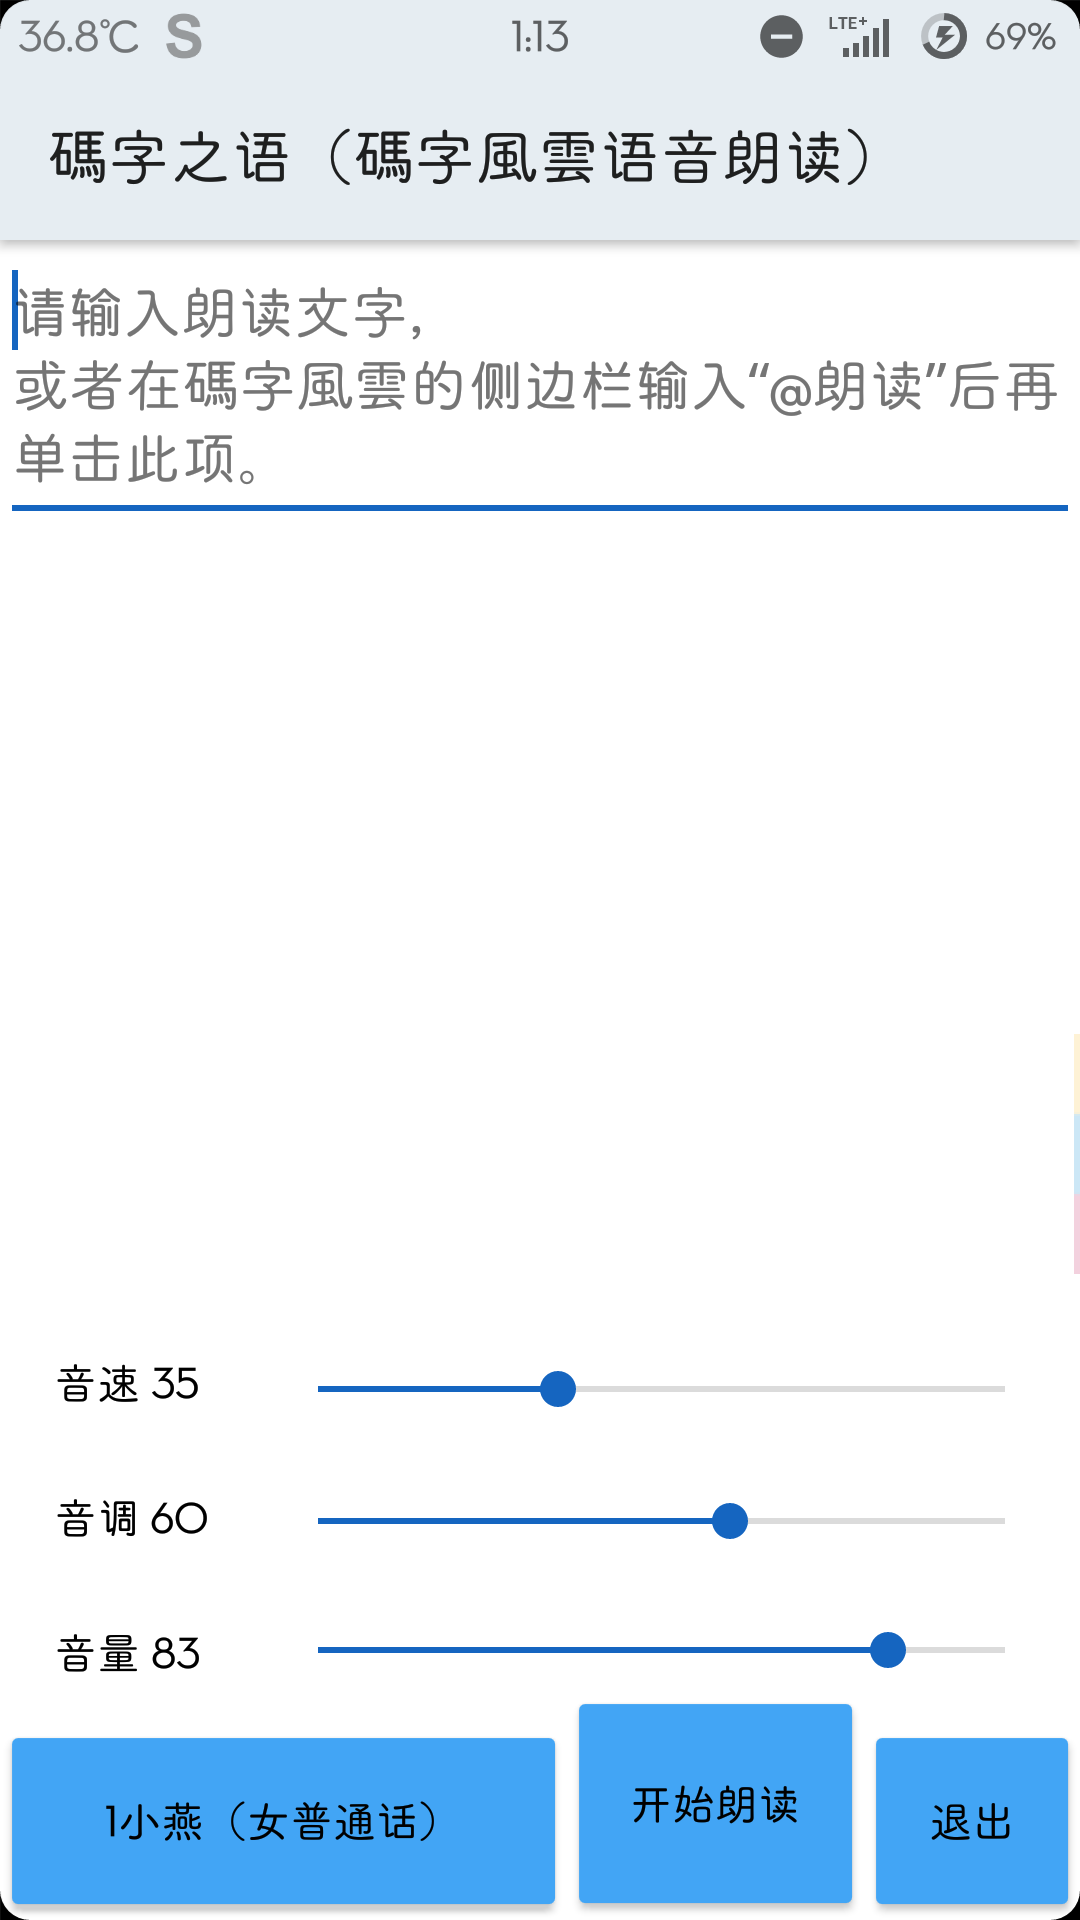 36.8℃ S 1:13 LTE+ 69%
碼字之语（碼字風雲语音朗读）
请输入朗读文字，
或者在碼字風雲的侧边栏输入“@朗读”后再
单击此项。
音速 35
音调 60
音量 83
1小燕（女普通话） 开始朗读 退出